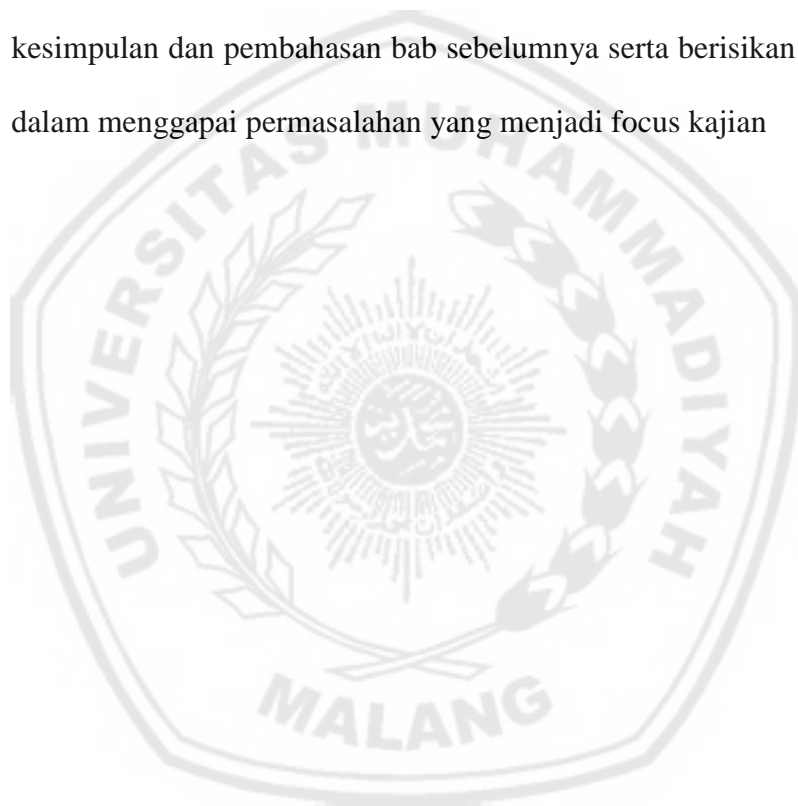 kesimpulan dan pembahasan bab sebelumnya serta berisikan
dalam menggapai permasalahan yang menjadi focus kajian
UNIVERSITAS MUHAMMADIYAH
MALANG